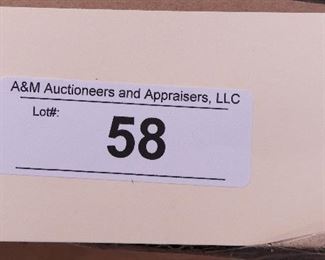 A&M Auctioneers and Appraisers, LLC
Lot#:
58